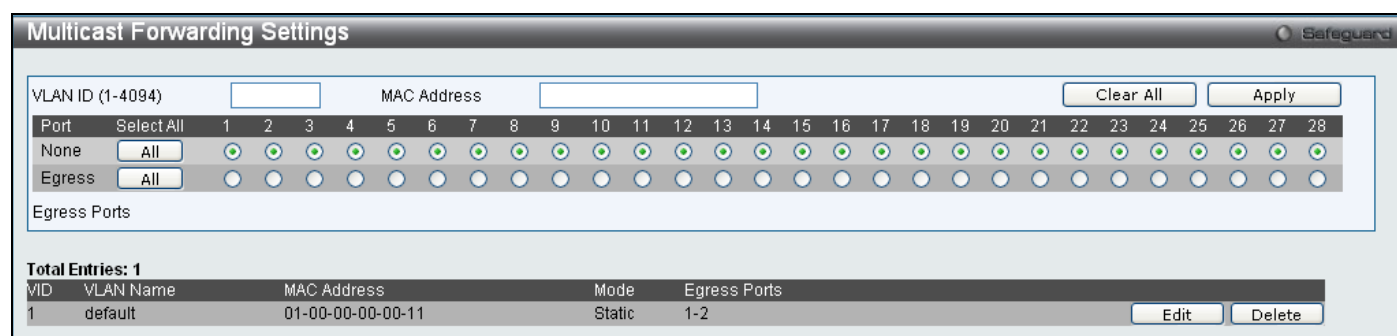 Multicast Forwarding Settings Safeguard
VLAN ID (1-4094) MAC Address Clear All Apply
Port Select All 1 2 3 4 5 6 7 8 9 10 11 12 13 14 15 16 17 18 19 20 21 22 23 24 25 26 27 28
None All
Egress All
Egress Ports
Total Entries: 1
VID VLAN Name MAC Address Mode Egress Ports
1 default 01-00-00-00-00-11 Static 1-2 Edit Delete